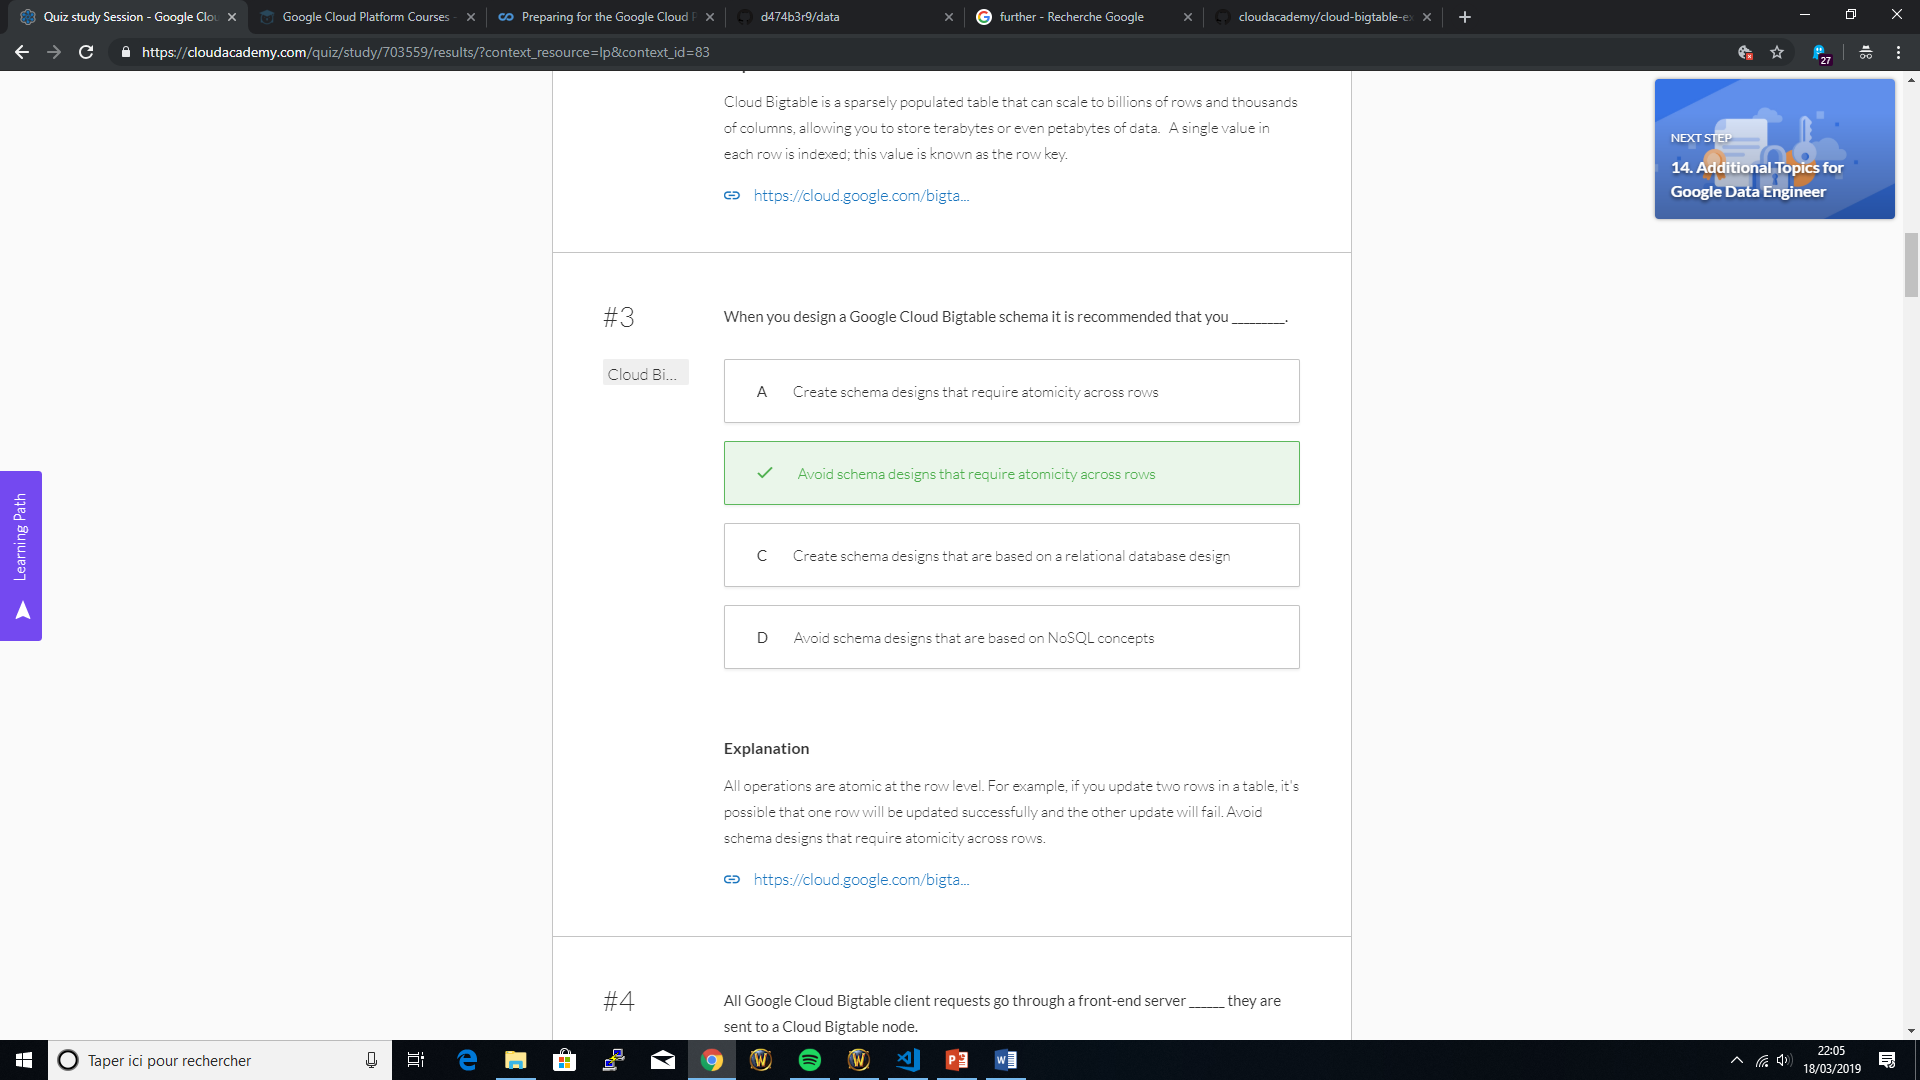 Quiz study Session - Google Clou
Google Cloud Platform Courses -
Preparing for the Google Cloud P
d474b3r9/data
further - Recherche Google
cloudacademy/cloud-bigtable-ex
https://cloudacademy.com/quiz/study/703559/results/?context_resource=lp&context_id=83
27
Cloud Bigtable is a sparsely populated table that can scale to billions of rows and thousands
of columns, allowing you to store terabytes or even petabytes of data.  A single value in
each row is indexed; this value is known as the row key.
https://cloud.google.com/bigta...
NEXT STEP
14. Additional Topics for
Google Data Engineer
#3
When you design a Google Cloud Bigtable schema it is recommended that you _________.
Cloud Bi...
A Create schema designs that require atomicity across rows
Avoid schema designs that require atomicity across rows
C Create schema designs that are based on a relational database design
D Avoid schema designs that are based on NoSQL concepts
Learning Path
Explanation
All operations are atomic at the row level. For example, if you update two rows in a table, it's
possible that one row will be updated successfully and the other update will fail. Avoid
schema designs that require atomicity across rows.
https://cloud.google.com/bigta...
#4
All Google Cloud Bigtable client requests go through a front-end server ______ they are
sent to a Cloud Bigtable node.
Taper ici pour rechercher
22:05
18/03/2019